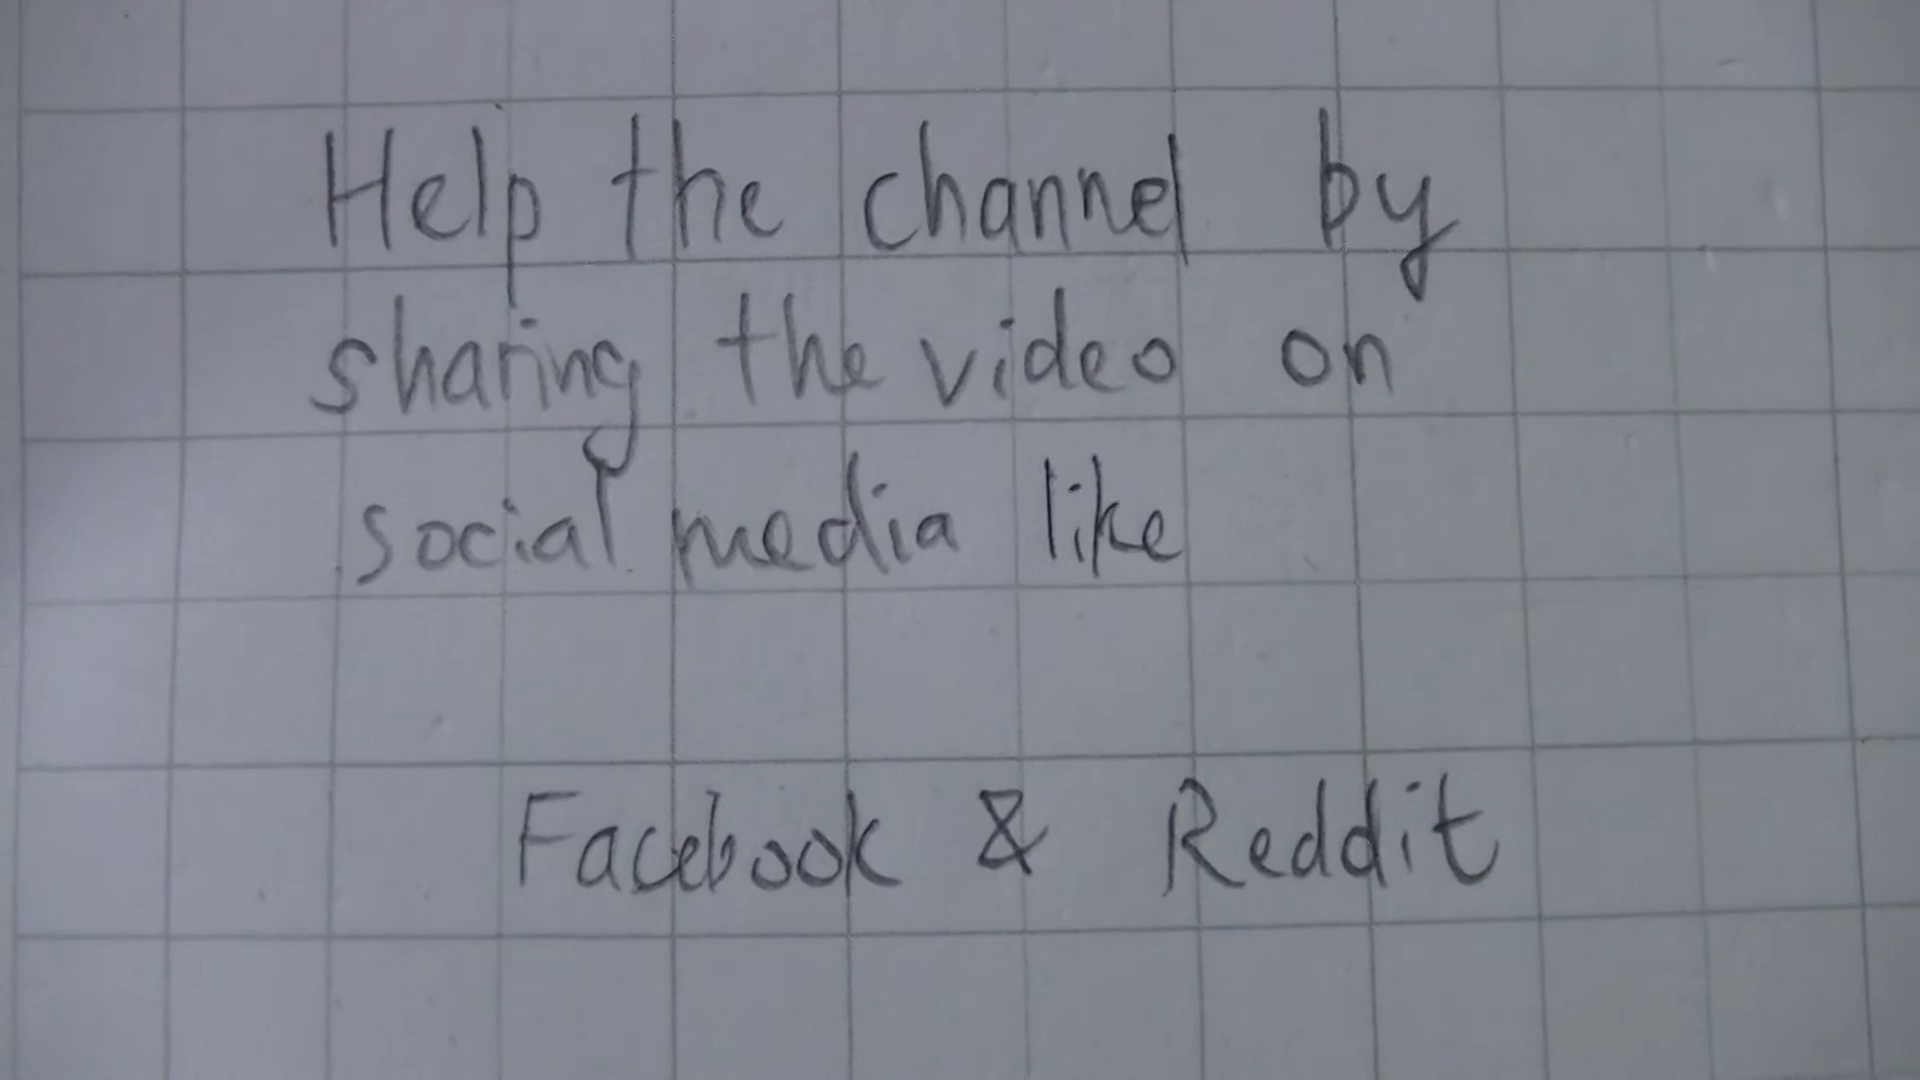 Help the channel by
sharing the video on
social media like
Facebook & Reddit